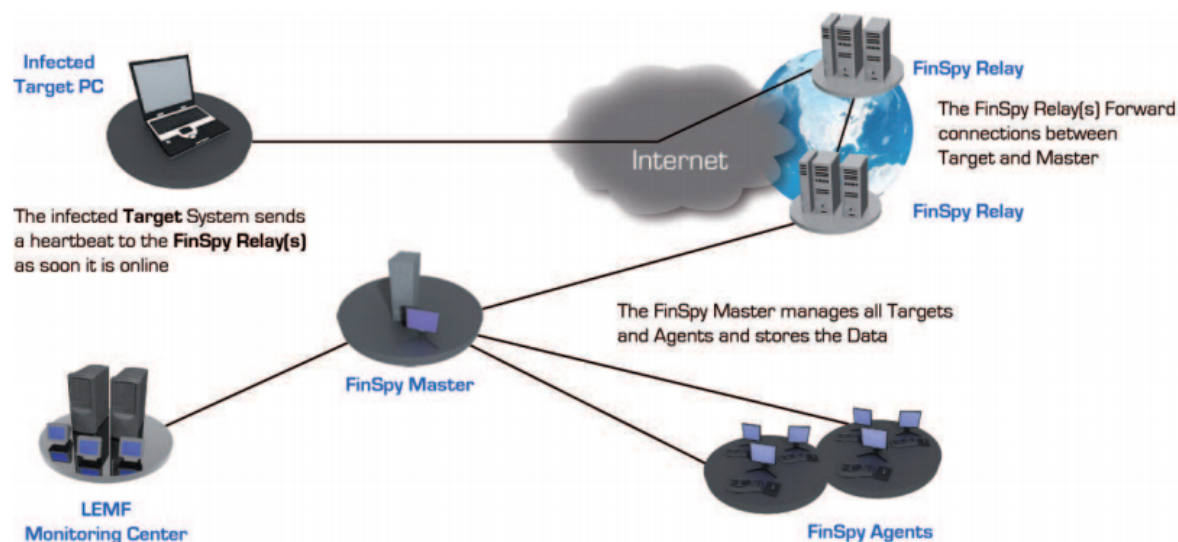 Infected
Target PC
FinSpy Relay
The FinSpy Relay(s) Forward
connections between
Target and Master
Internet
FinSpy Relay
The infected Target System sends
a heartbeat to the FinSpy Relay(s)
as soon it is online
The FinSpy Master manages all Targets
and Agents and stores the Data
FinSpy Master
LEMF
Monitoring Center
FinSpy Agents